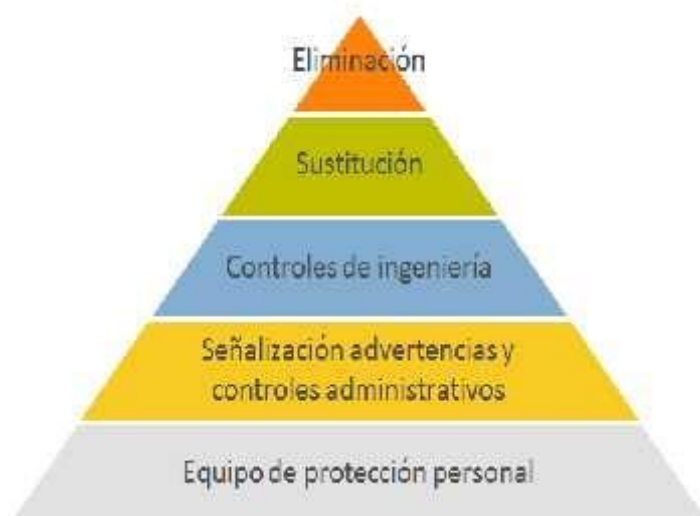 Eliminación
Sustitución
Controles de ingeniería
Señalización advertencias y
controles administrativos
Equipo de protección personal